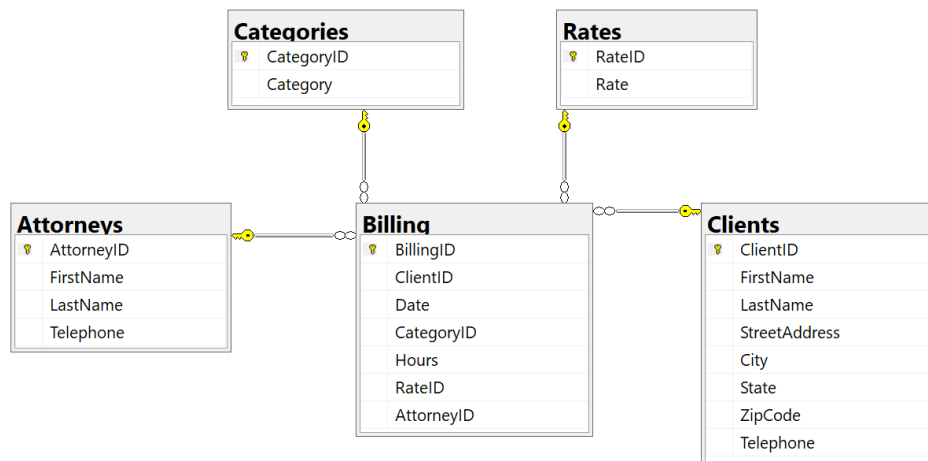 Categories
CategoryID
Category
Rates
RateID
Rate
Attorneys
AttorneyID
FirstName
LastName
Telephone
Billing
BillingID
ClientID
Date
CategoryID
Hours
RateID
AttorneyID
Clients
ClientID
FirstName
LastName
StreetAddress
City
State
ZipCode
Telephone